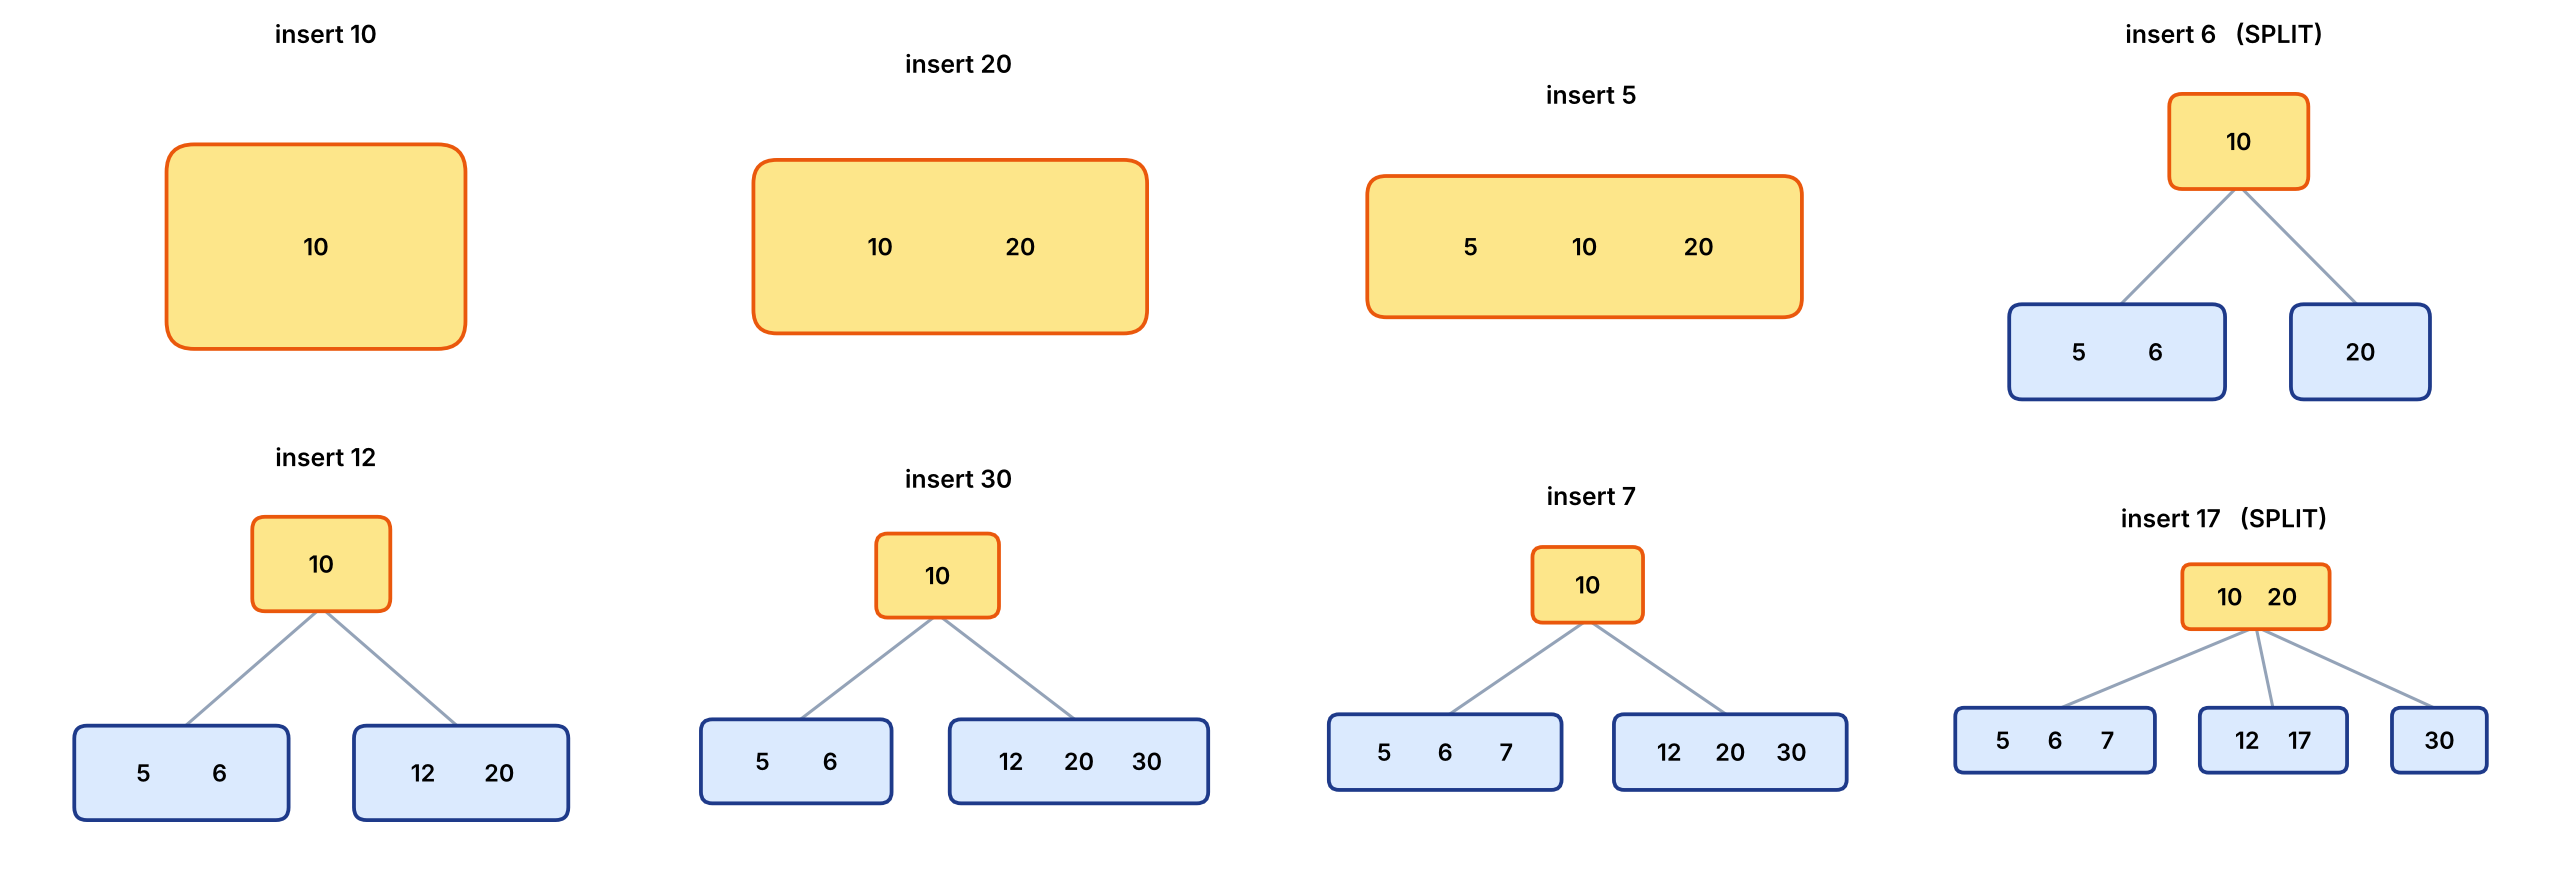 insert 10
10
insert 20
10 20
insert 5
5 10 20
insert 6 (SPLIT)
10
5 6
20
insert 12
10
5 6
12 20
insert 30
10
5 6
12 20 30
insert 7
10
5 6 7
12 20 30
insert 17 (SPLIT)
10 20
5 6 7
12 17
30